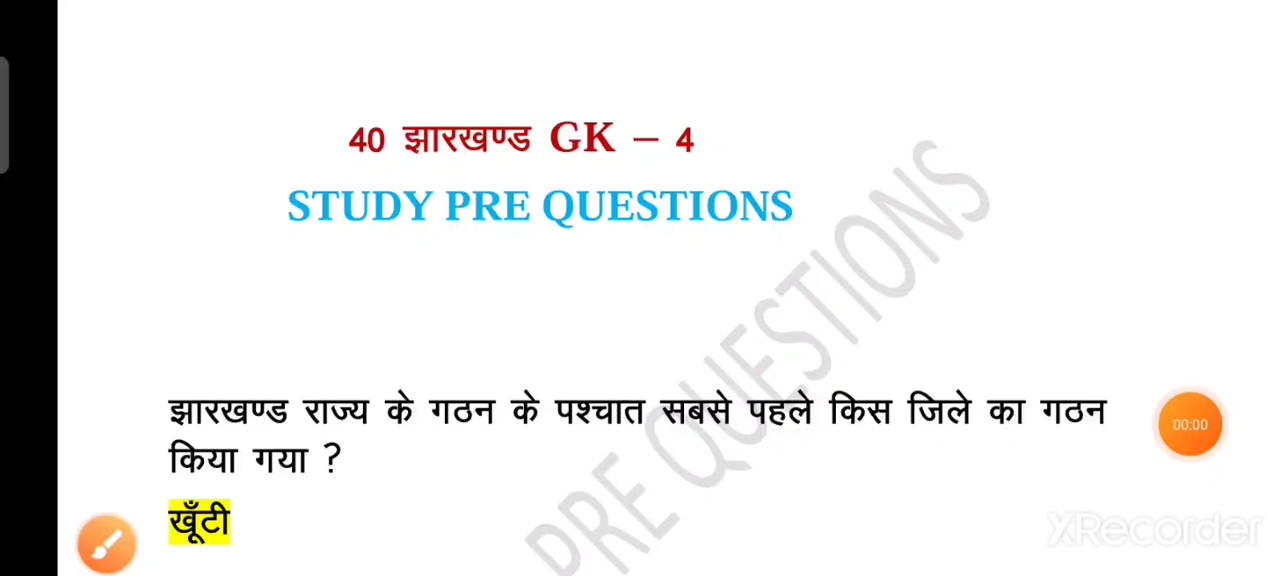 40 झारखण्ड GK – 4
STUDY PRE QUESTIONS
झारखण्ड राज्य के गठन के पश्चात सबसे पहले किस जिले का गठन
किया गया ?
खूँटी
00:00
PRE QUESTIONS
XRecorder